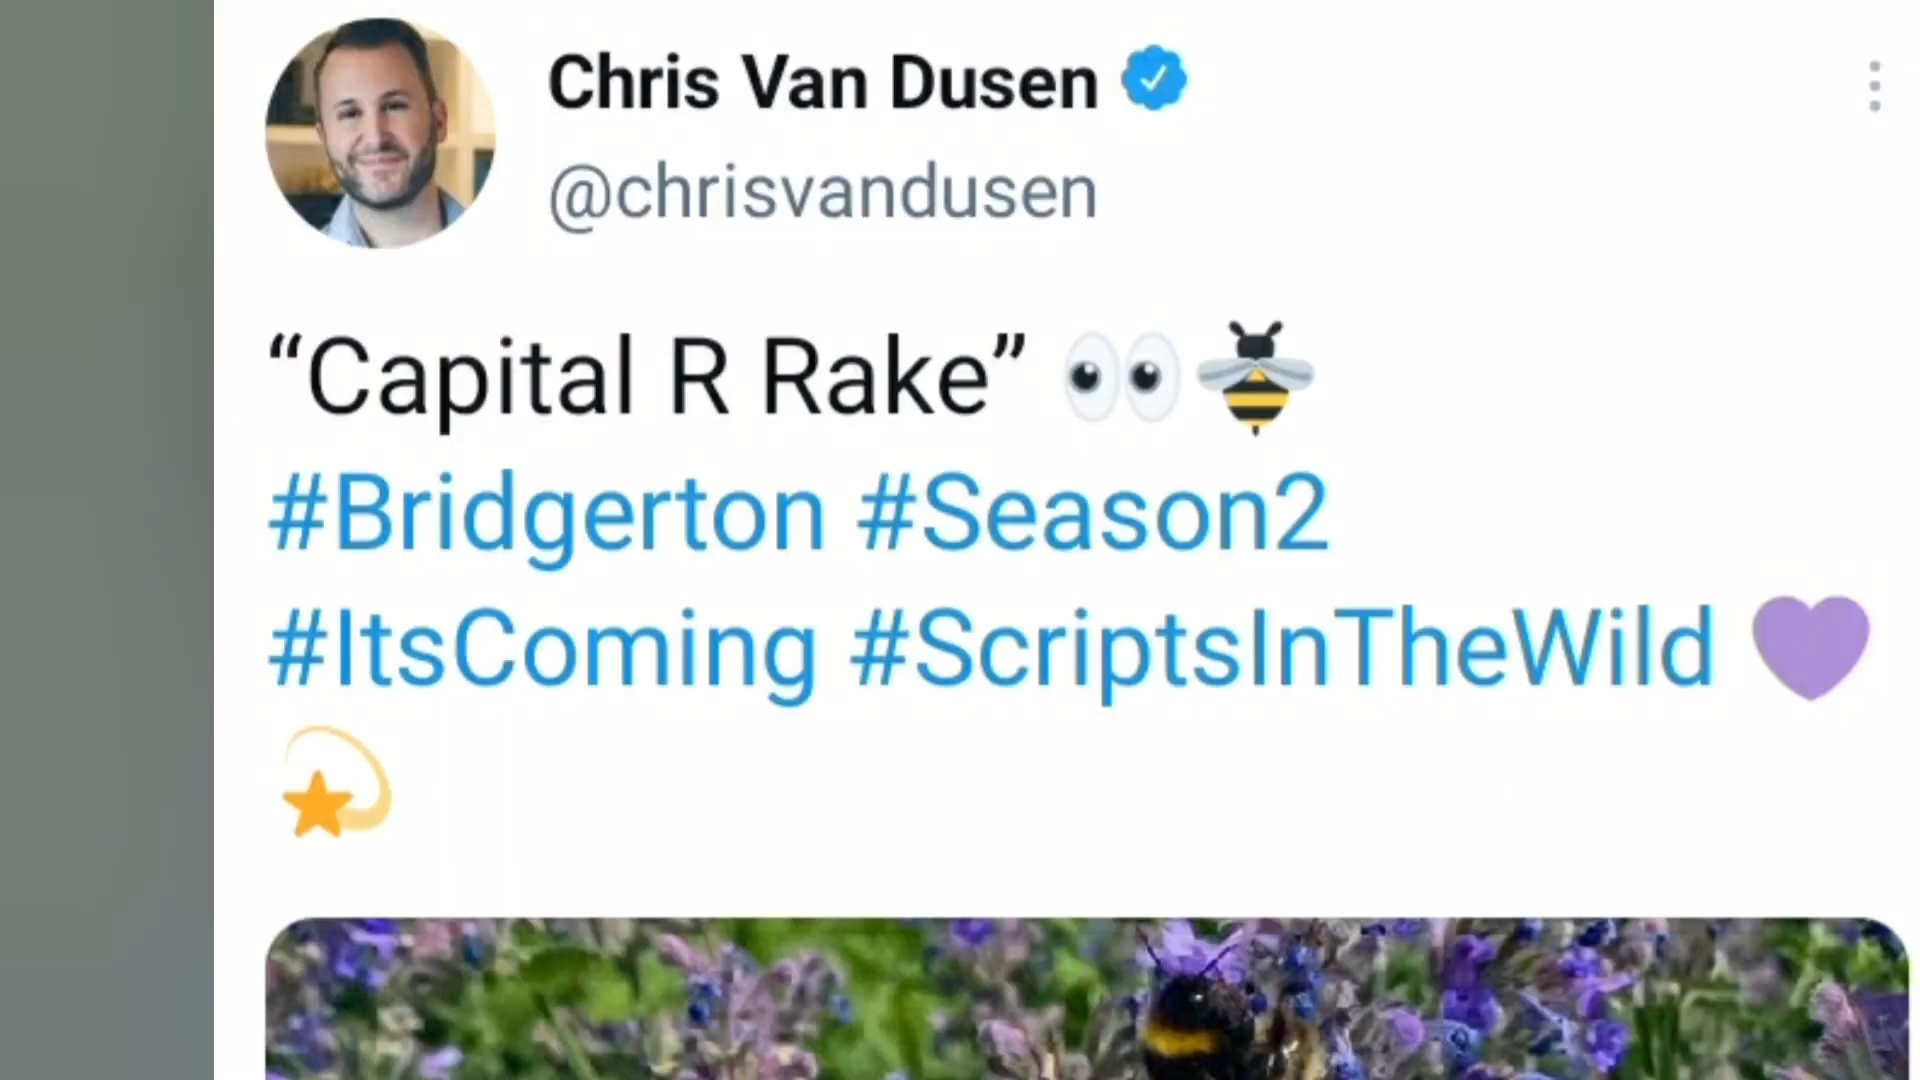 Chris Van Dusen
@chrisvandusen
“Capital R Rake” 👀🐝
#Bridgerton #Season2
#ItsComing #ScriptsInTheWild 💜
💫